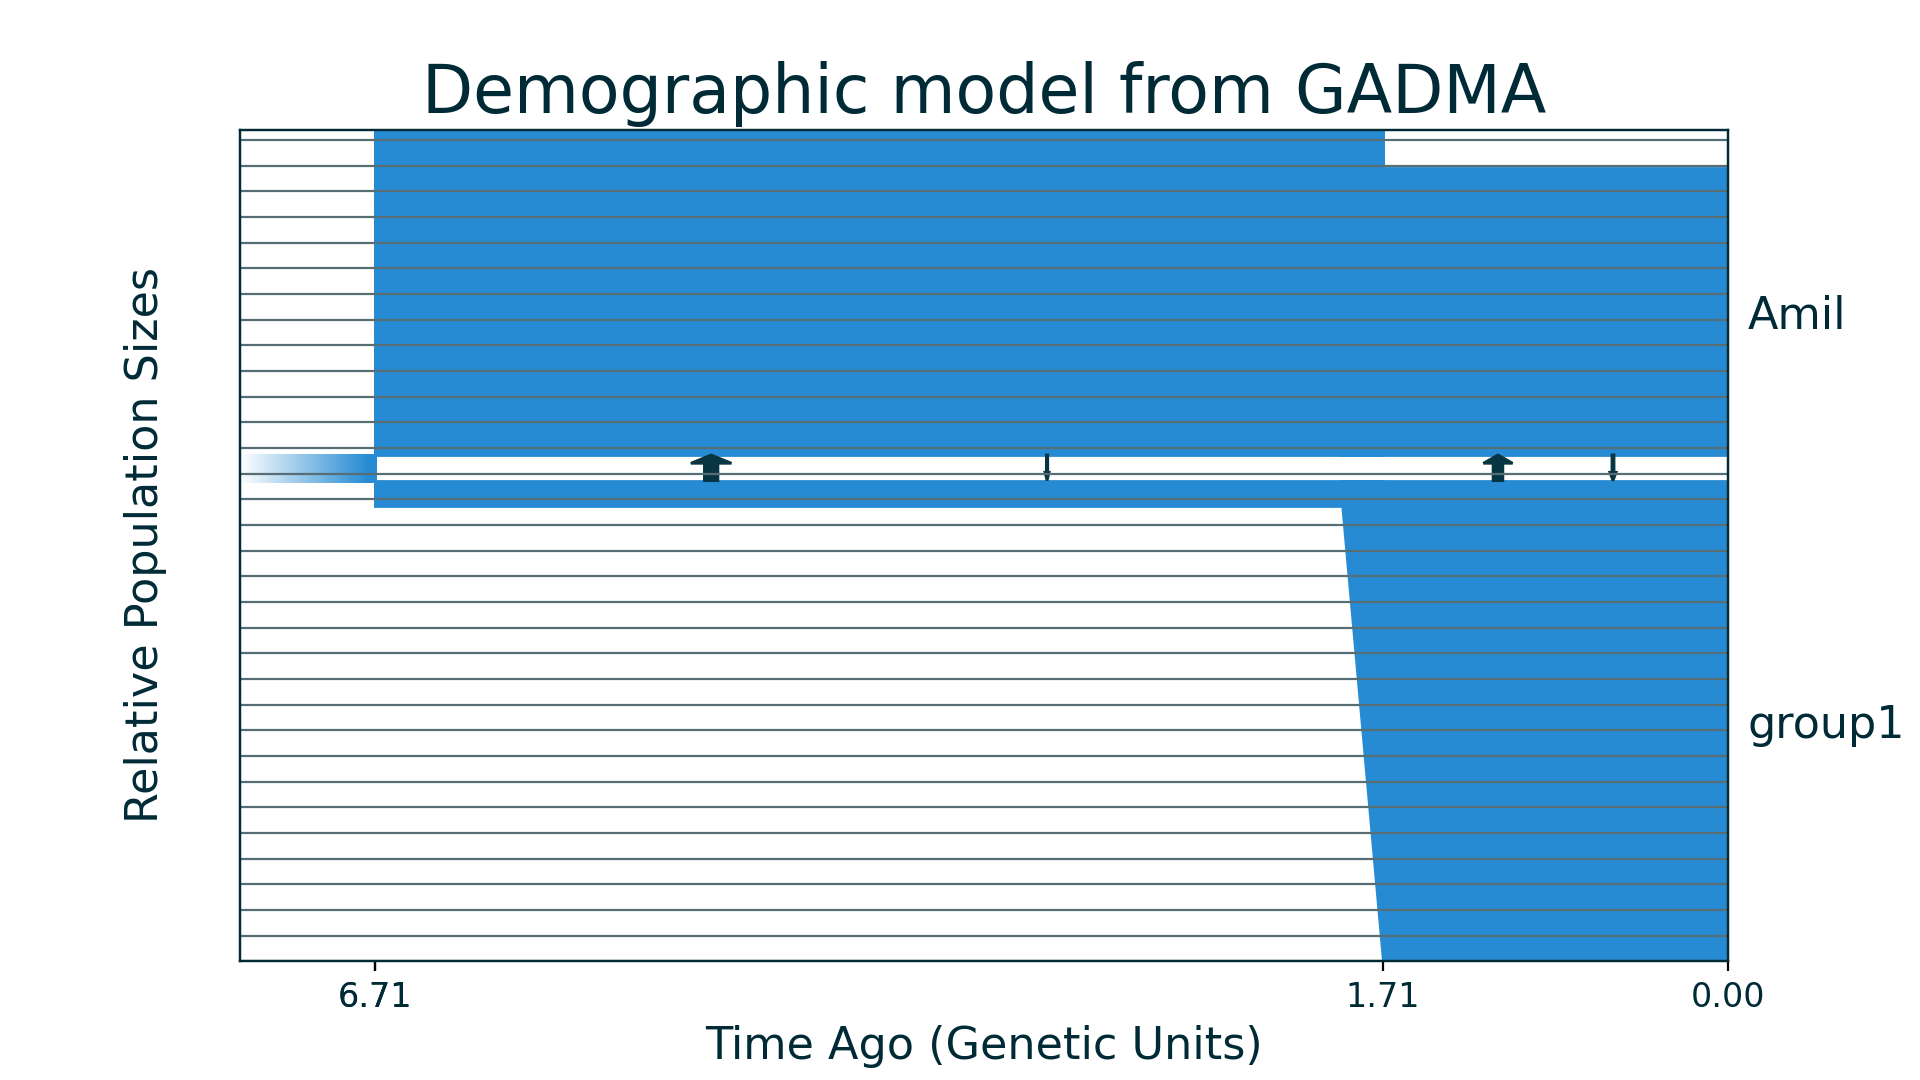 Demographic model from GADMA
Relative Population Sizes
Amil
group1
6.71
1.71
0.00
Time Ago (Genetic Units)